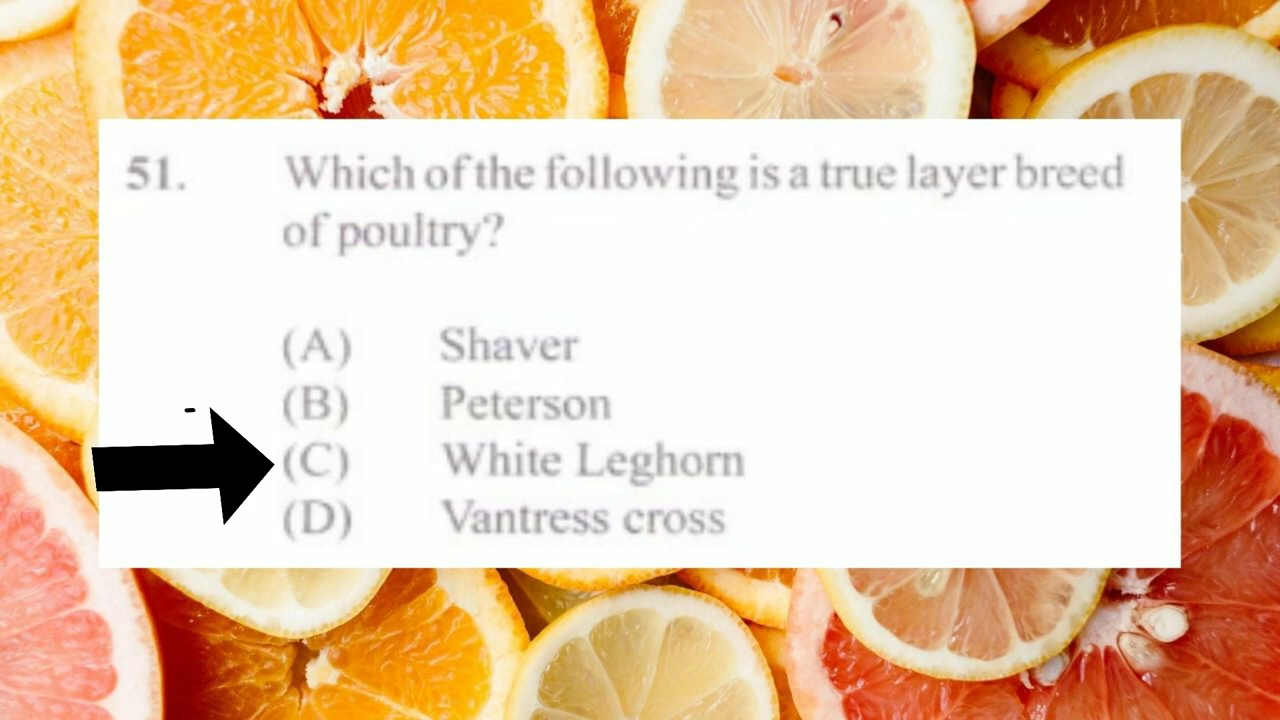 51. Which of the following is a true layer breed
of poultry?
(A) Shaver
(B) Peterson
(C) White Leghorn
(D) Vantress cross